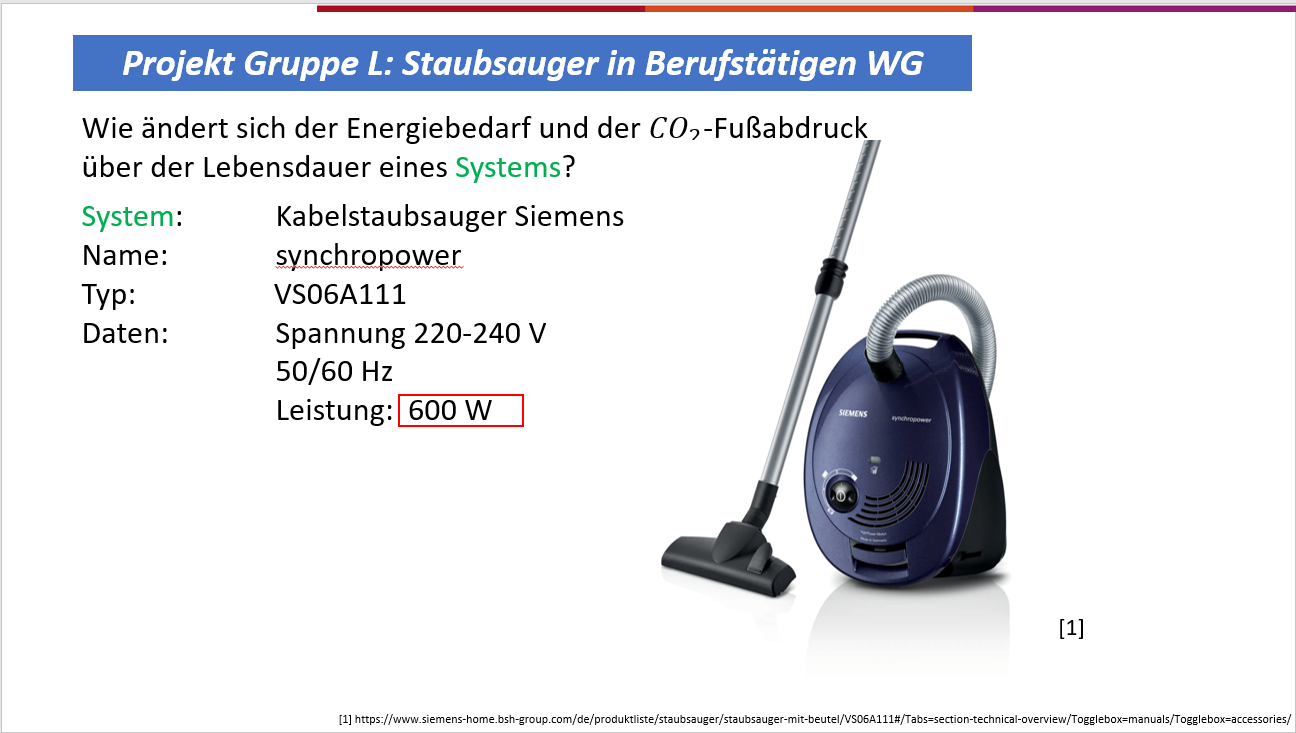 Projekt Gruppe L: Staubsauger in Berufstätigen WG
Wie ändert sich der Energiebedarf und der CO₂-Fußabdruck
über der Lebensdauer eines Systems?
System: Kabelstaubsauger Siemens
Name: synchropower
Typ: VS06A111
Daten: Spannung 220-240 V
50/60 Hz
Leistung: 600 W
SIEMENS synchropower
[1]
[1] https://www.siemens-home.bsh-group.com/de/produktliste/staubsauger/staubsauger-mit-beutel/VS06A111#/Tabs=section-technical-overview/Togglebox=manuals/Togglebox=accessories/